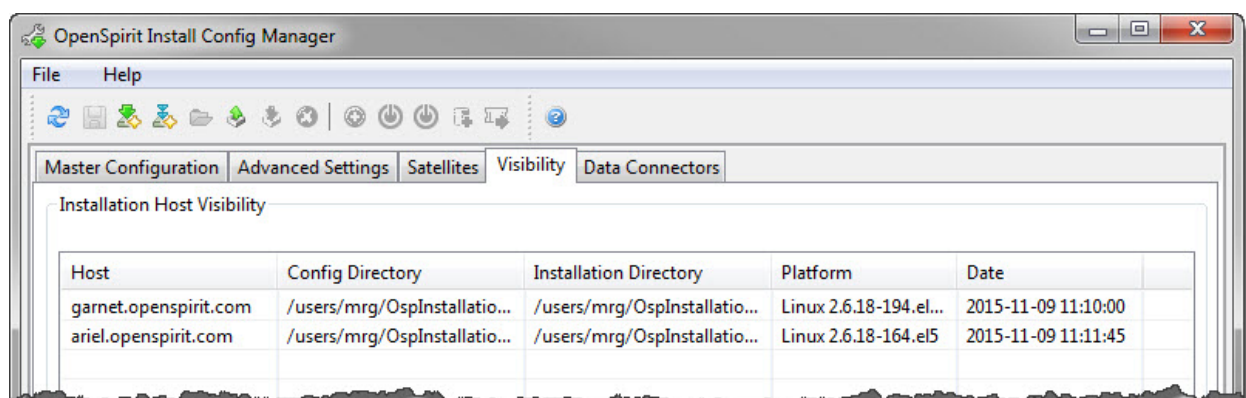 OpenSpirit Install Config Manager
File Help
Master Configuration Advanced Settings Satellites Visibility Data Connectors
Installation Host Visibility
Host Config Directory Installation Directory Platform Date
garnet.openspirit.com /users/mrg/OspInstallatio... /users/mrg/OspInstallatio... Linux 2.6.18-194.el... 2015-11-09 11:10:00
ariel.openspirit.com /users/mrg/OspInstallatio... /users/mrg/OspInstallatio... Linux 2.6.18-164.el5 2015-11-09 11:11:45